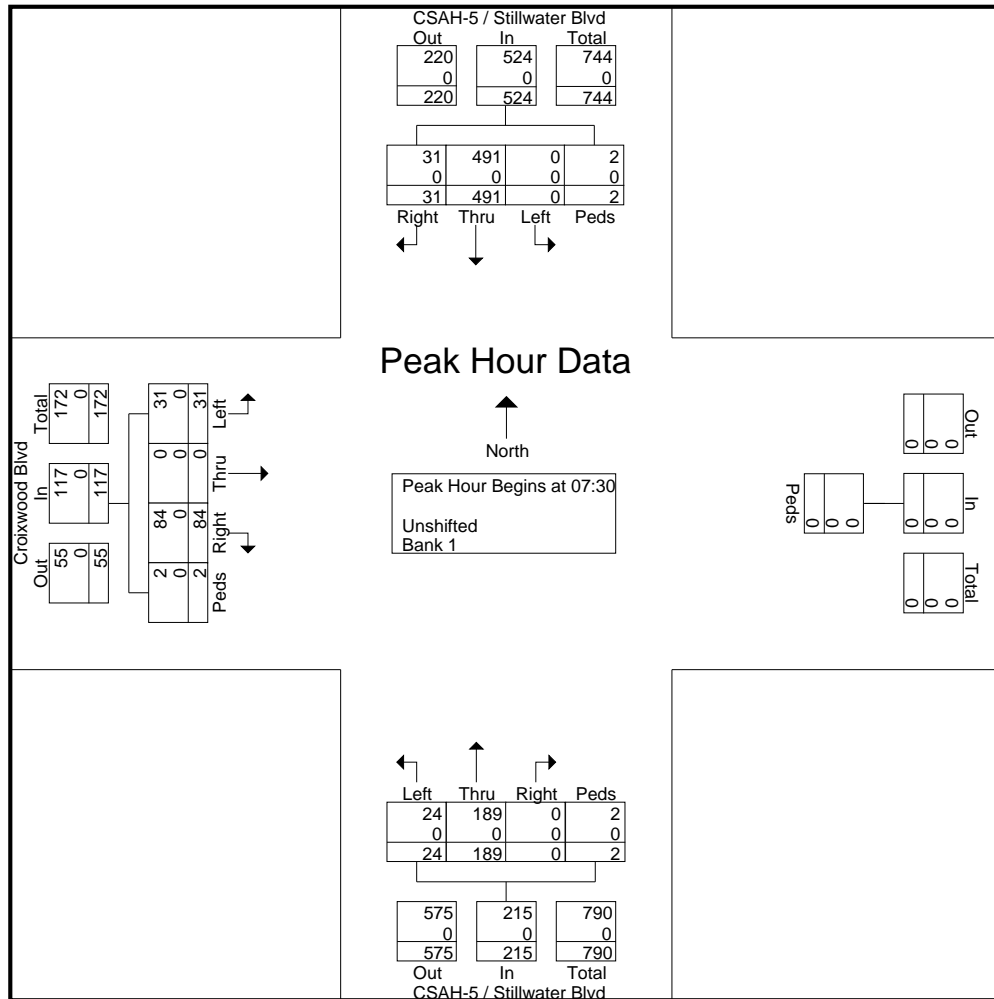 CSAH-5 / Stillwater Blvd
Out In Total
220 524 744
0 0 0
220 524 744
31 491 0 2
0 0 0 0
31 491 0 2
Right Thru Left Peds
Peak Hour Data
North
Peak Hour Begins at 07:30
Unshifted
Bank 1
Croixwood Blvd
Out In Total
55 117 172
0 0 0
55 117 172
2 84 0 31
0 0 0 0
2 84 0 31
Peds Right Thru Left
Out In Total
0 0 0
0 0 0
0 0 0
0
0
0
Peds
Left Thru Right Peds
24 189 0 2
0 0 0 0
24 189 0 2
575 215 790
0 0 0
575 215 790
Out In Total
CSAH-5 / Stillwater Blvd